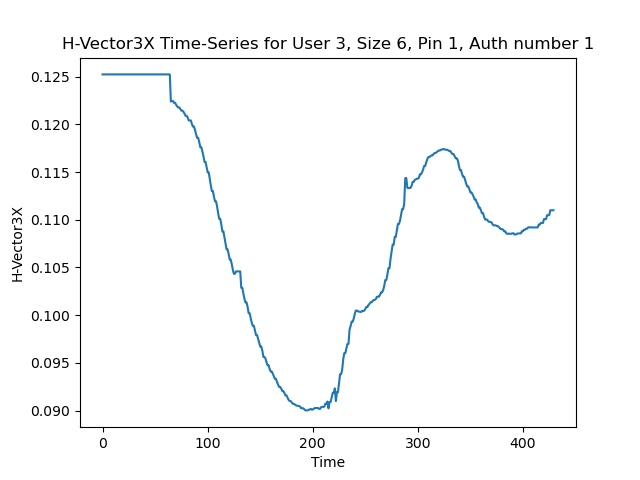 H-Vector3X Time-Series for User 3, Size 6, Pin 1, Auth number 1
0.125
0.120
0.115
0.110
0.105
0.100
0.095
0.090
H-Vector3X
0 100 200 300 400
Time